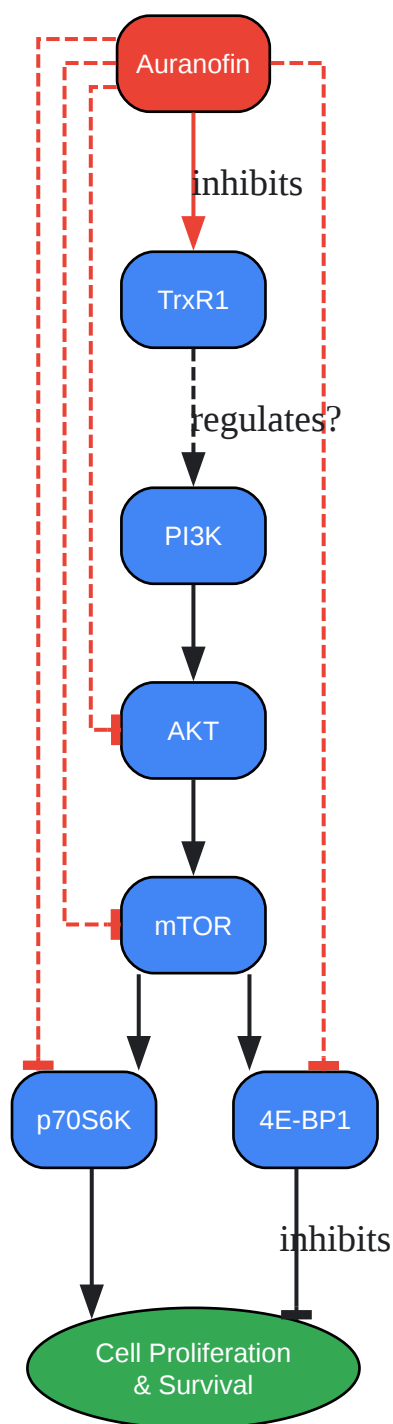 Auranofin
inhibits
TrxR1
regulates?
PI3K
AKT
mTOR
p70S6K
4E-BP1
inhibits
Cell Proliferation
& Survival